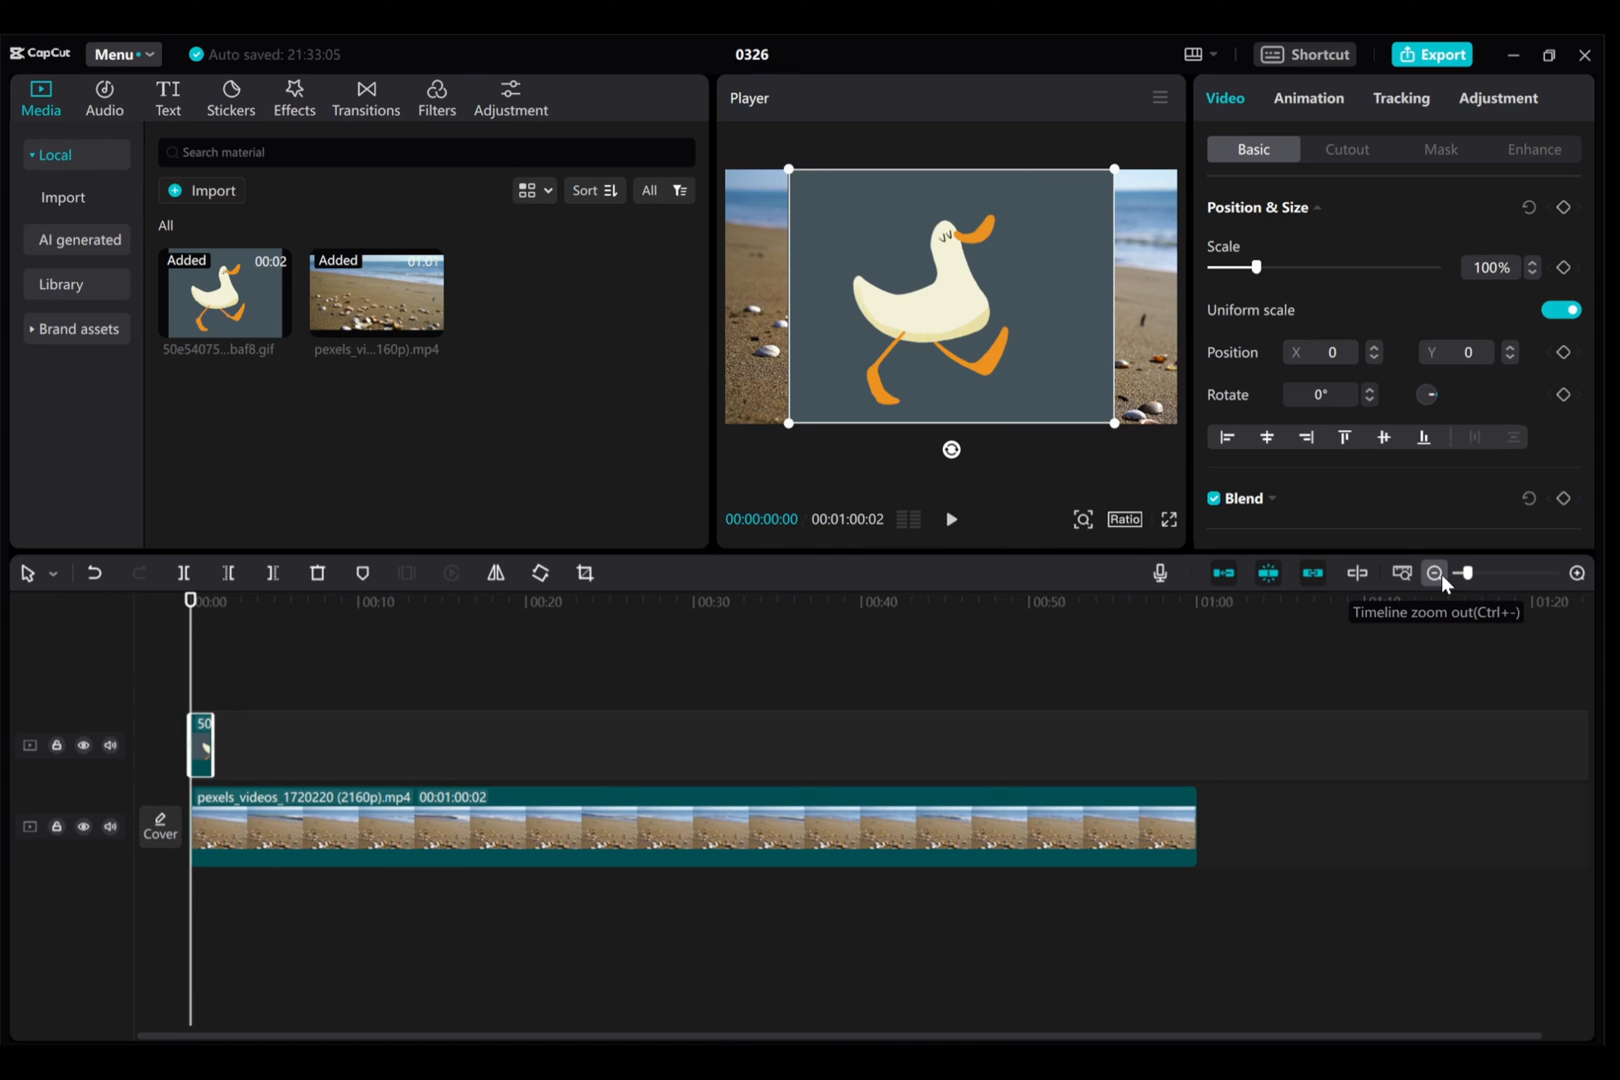 CapCut
Menu
Auto saved: 21:33:05
0326
Shortcut
Export
Media
Audio
TI
Text
Stickers
Effects
Transitions
Filters
Adjustment
Local
Import
AI generated
Library
Brand assets
Search material
Import
Sort
All
All
Added
00:02
50e54075...baf8.gif
Added
pexels_vi...160p).mp4
Player
00:00:00:00
00:01:00:02
Ratio
Video
Animation
Tracking
Adjustment
Basic
Cutout
Mask
Enhance
Position & Size
Scale
100%
Uniform scale
Position
X 0
Y 0
Rotate
0°
Blend
00:00
00:10
00:20
00:30
00:40
00:50
01:00
01:20
Timeline zoom out(Ctrl+-)
50
Cover
pexels_videos_1720220 (2160p).mp4 00:01:00:02